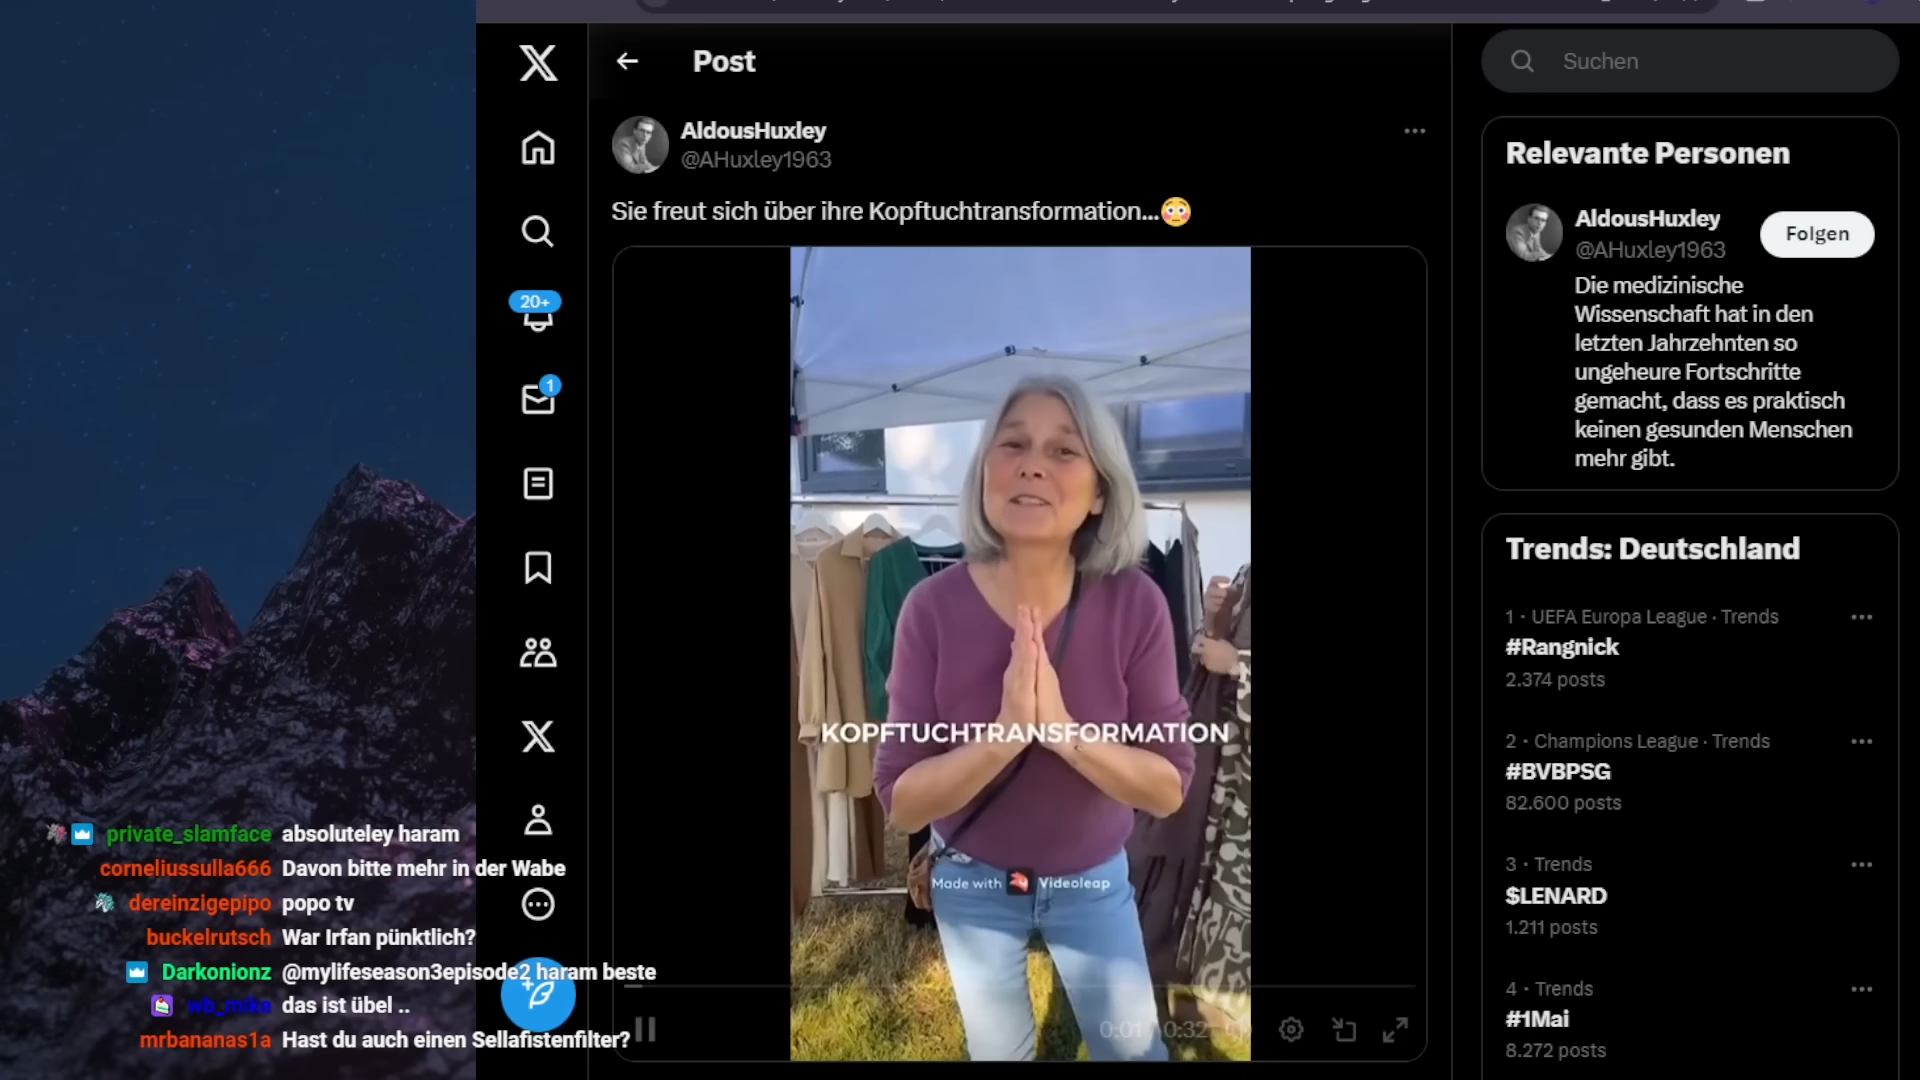 Post
Suchen
AldousHuxley
@AHuxley1963
Sie freut sich über ihre Kopftuchtransformation...😳
KOPFTUCHTRANSFORMATION
Made with Videoleap
0:01 / 0:32
20+
1
Relevante Personen
AldousHuxley
@AHuxley1963
Folgen
Die medizinische
Wissenschaft hat in den
letzten Jahrzehnten so
ungeheure Fortschritte
gemacht, dass es praktisch
keinen gesunden Menschen
mehr gibt.
Trends: Deutschland
1 · UEFA Europa League · Trends
#Rangnick
2.374 posts
2 · Champions League · Trends
#BVBPSG
82.600 posts
3 · Trends
$LENARD
1.211 posts
4 · Trends
#1Mai
8.272 posts
private_slamface absoluteley haram
corneliussulla666 Davon bitte mehr in der Wabe
dereinzigepipo popo tv
buckelrutsch War Irfan pünktlich?
Darkonionz @mylifeseason3episode2 haram beste
wb_mike das ist übel ..
mrbananas1a Hast du auch einen Sellafistenfilter?